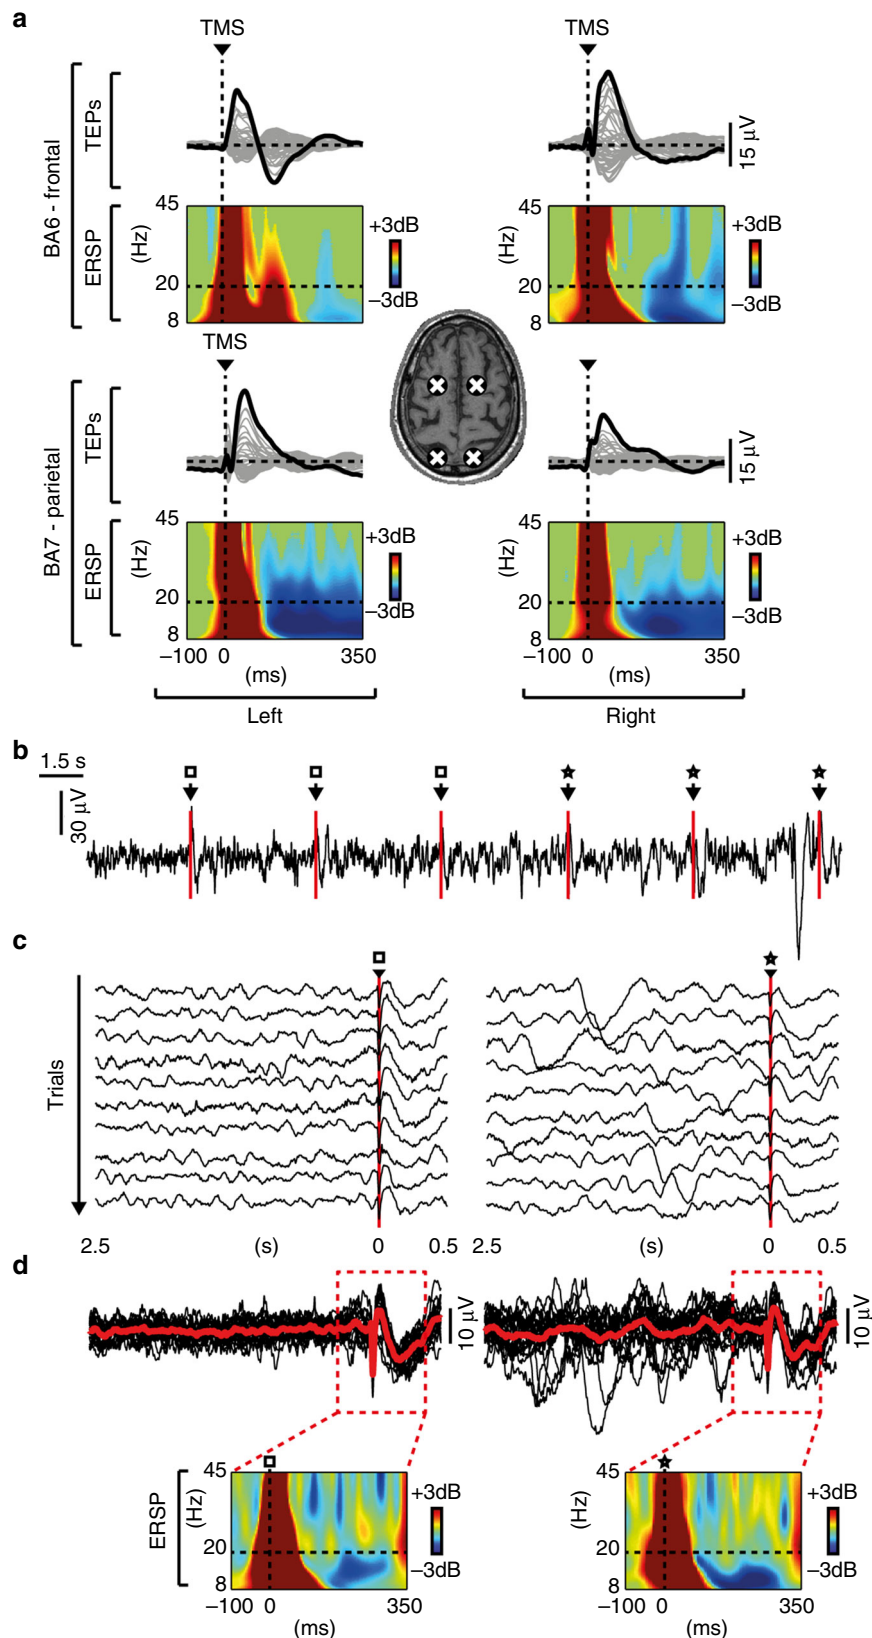 a
TMS
TMS
BA6 - frontal
TEPs
15 µV
ERSP
45
(Hz)
20
8
+3dB
−3dB
45
(Hz)
20
8
+3dB
−3dB
TMS
BA7 - parietal
TEPs
15 µV
ERSP
45
(Hz)
20
8
+3dB
−3dB
45
(Hz)
20
8
+3dB
−3dB
−100 0 350
(ms)
−100 0 350
(ms)
Left
Right
b
1.5 s
30 µV
c
Trials
2.5 (s) 0 0.5
2.5 (s) 0 0.5
d
10 µV
10 µV
ERSP
45
(Hz)
20
8
+3dB
−3dB
45
(Hz)
20
8
+3dB
−3dB
−100 0 350
(ms)
−100 0 350
(ms)